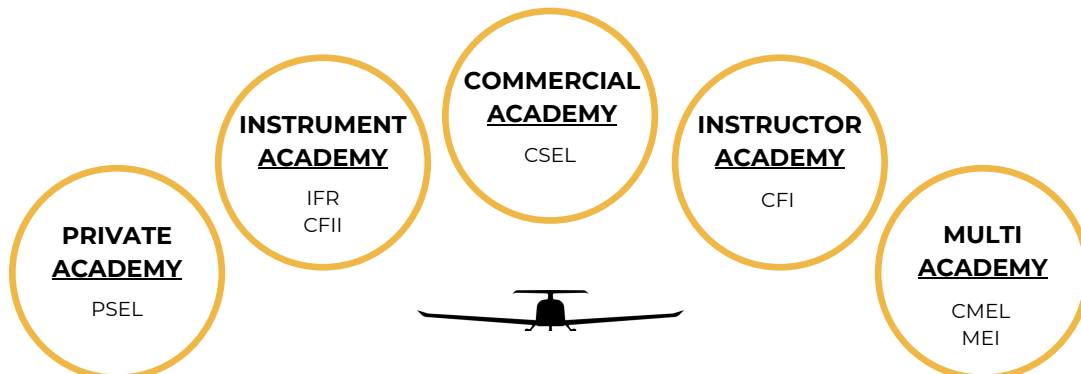 PRIVATE
ACADEMY
PSEL
INSTRUMENT
ACADEMY
IFR
CFII
COMMERCIAL
ACADEMY
CSEL
INSTRUCTOR
ACADEMY
CFI
MULTI
ACADEMY
CMEL
MEI